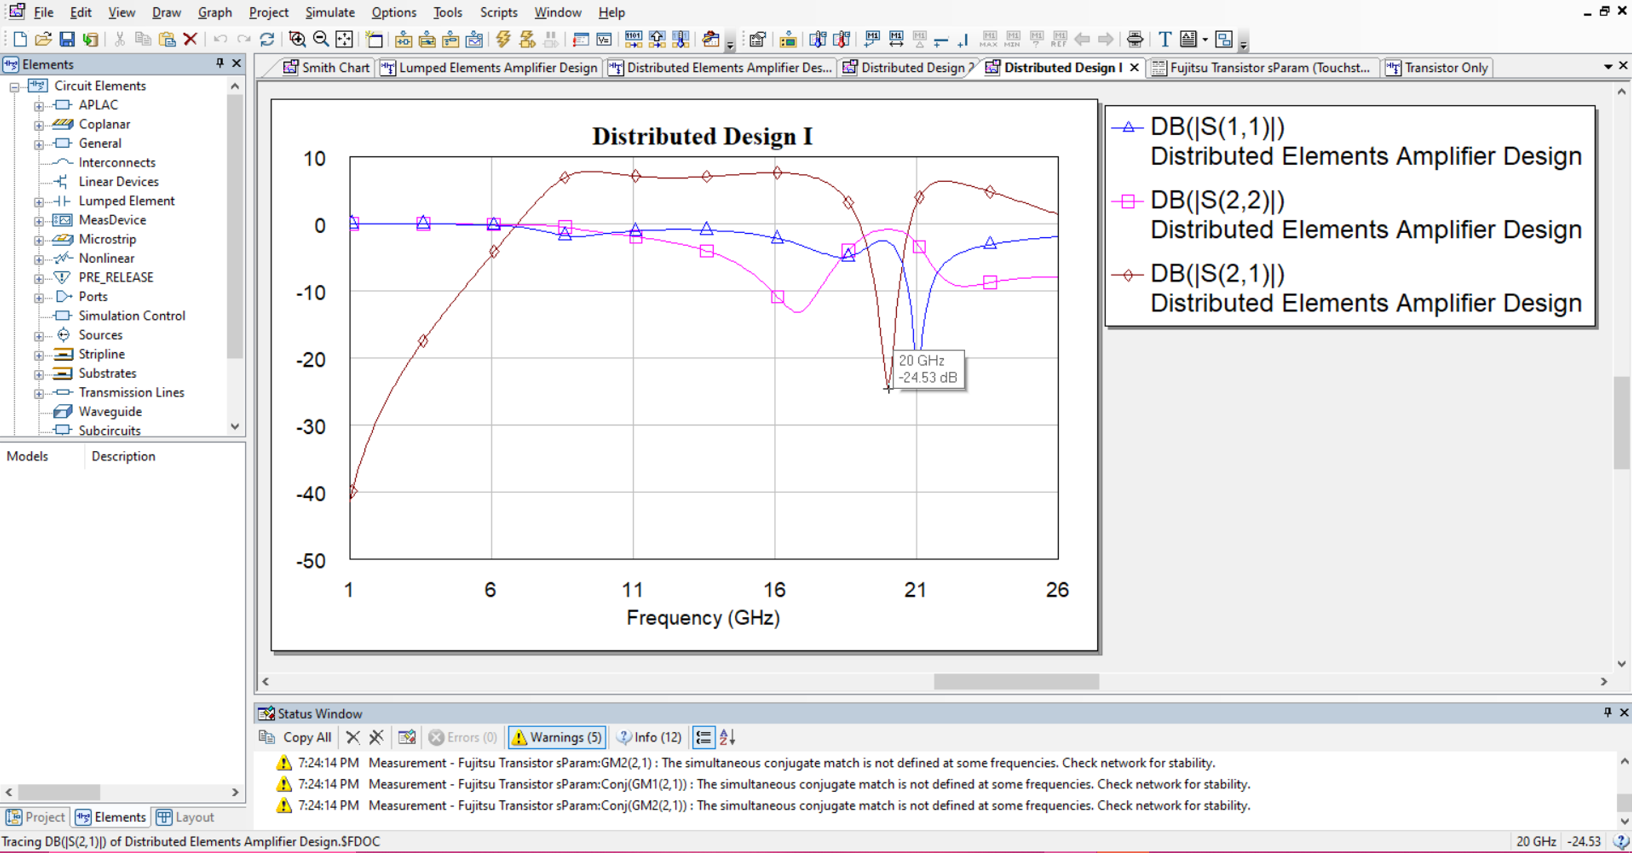 File Edit View Draw Graph Project Simulate Options Tools Scripts Window Help
Elements
Circuit Elements
APLAC
Coplanar
General
Interconnects
Linear Devices
Lumped Element
MeasDevice
Microstrip
Nonlinear
PRE_RELEASE
Ports
Simulation Control
Sources
Stripline
Substrates
Transmission Lines
Waveguide
Subcircuits
Models Description
Project Elements Layout
Smith Chart Lumped Elements Amplifier Design Distributed Elements Amplifier Des... Distributed Design 2 Distributed Design I Fujitsu Transistor sParam (Touchst... Transistor Only
Distributed Design I
10
0
-10
-20
-30
-40
-50
1 6 11 16 21 26
Frequency (GHz)
20 GHz
-24.53 dB
DB(|S(1,1)|)
Distributed Elements Amplifier Design
DB(|S(2,2)|)
Distributed Elements Amplifier Design
DB(|S(2,1)|)
Distributed Elements Amplifier Design
Status Window
Copy All Errors (0) Warnings (5) Info (12)
7:24:14 PM Measurement - Fujitsu Transistor sParam:GM2(2,1) : The simultaneous conjugate match is not defined at some frequencies. Check network for stability.
7:24:14 PM Measurement - Fujitsu Transistor sParam:Conj(GM1(2,1)) : The simultaneous conjugate match is not defined at some frequencies. Check network for stability.
7:24:14 PM Measurement - Fujitsu Transistor sParam:Conj(GM2(2,1)) : The simultaneous conjugate match is not defined at some frequencies. Check network for stability.
Tracing DB(|S(2,1)|) of Distributed Elements Amplifier Design.$FDOC
20 GHz -24.53